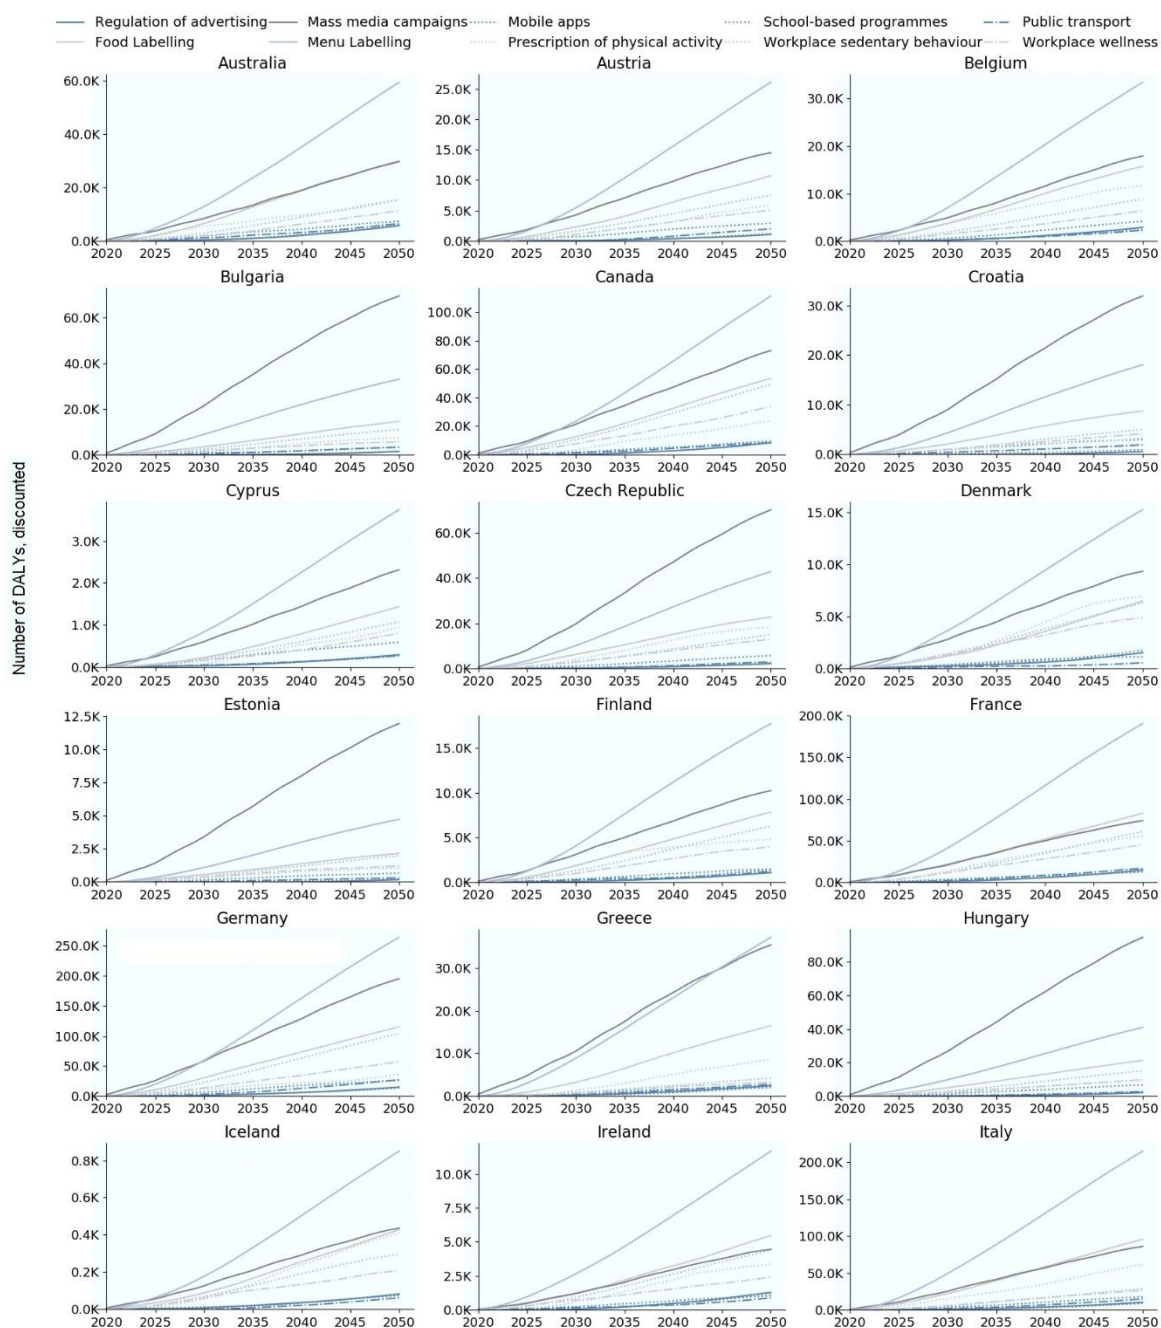 Regulation of advertising Mass media campaigns Mobile apps School-based programmes Public transport
Food Labelling Menu Labelling Prescription of physical activity Workplace sedentary behaviour Workplace wellness
Number of DALYs, discounted
Australia Austria Belgium
60.0K 25.0K 30.0K
40.0K 20.0K 20.0K
20.0K 15.0K 10.0K
0.0K 10.0K 0.0K
5.0K
0.0K
2020 2025 2030 2035 2040 2045 2050 2020 2025 2030 2035 2040 2045 2050 2020 2025 2030 2035 2040 2045 2050
Bulgaria Canada Croatia
60.0K 100.0K 30.0K
40.0K 80.0K 20.0K
20.0K 60.0K 10.0K
0.0K 40.0K 0.0K
20.0K
0.0K
2020 2025 2030 2035 2040 2045 2050 2020 2025 2030 2035 2040 2045 2050 2020 2025 2030 2035 2040 2045 2050
Cyprus Czech Republic Denmark
3.0K 60.0K 15.0K
2.0K 40.0K 10.0K
1.0K 20.0K 5.0K
0.0K 0.0K 0.0K
2020 2025 2030 2035 2040 2045 2050 2020 2025 2030 2035 2040 2045 2050 2020 2025 2030 2035 2040 2045 2050
Estonia Finland France
12.5K 15.0K 200.0K
10.0K 10.0K 150.0K
7.5K 5.0K 100.0K
5.0K 0.0K 50.0K
2.5K 0.0K
0.0K
2020 2025 2030 2035 2040 2045 2050 2020 2025 2030 2035 2040 2045 2050 2020 2025 2030 2035 2040 2045 2050
Germany Greece Hungary
250.0K 30.0K 80.0K
200.0K 20.0K 60.0K
150.0K 10.0K 40.0K
100.0K 0.0K 20.0K
50.0K 0.0K
0.0K
2020 2025 2030 2035 2040 2045 2050 2020 2025 2030 2035 2040 2045 2050 2020 2025 2030 2035 2040 2045 2050
Iceland Ireland Italy
0.8K 10.0K 200.0K
0.6K 7.5K 150.0K
0.4K 5.0K 100.0K
0.2K 2.5K 50.0K
0.0K 0.0K 0.0K
2020 2025 2030 2035 2040 2045 2050 2020 2025 2030 2035 2040 2045 2050 2020 2025 2030 2035 2040 2045 2050